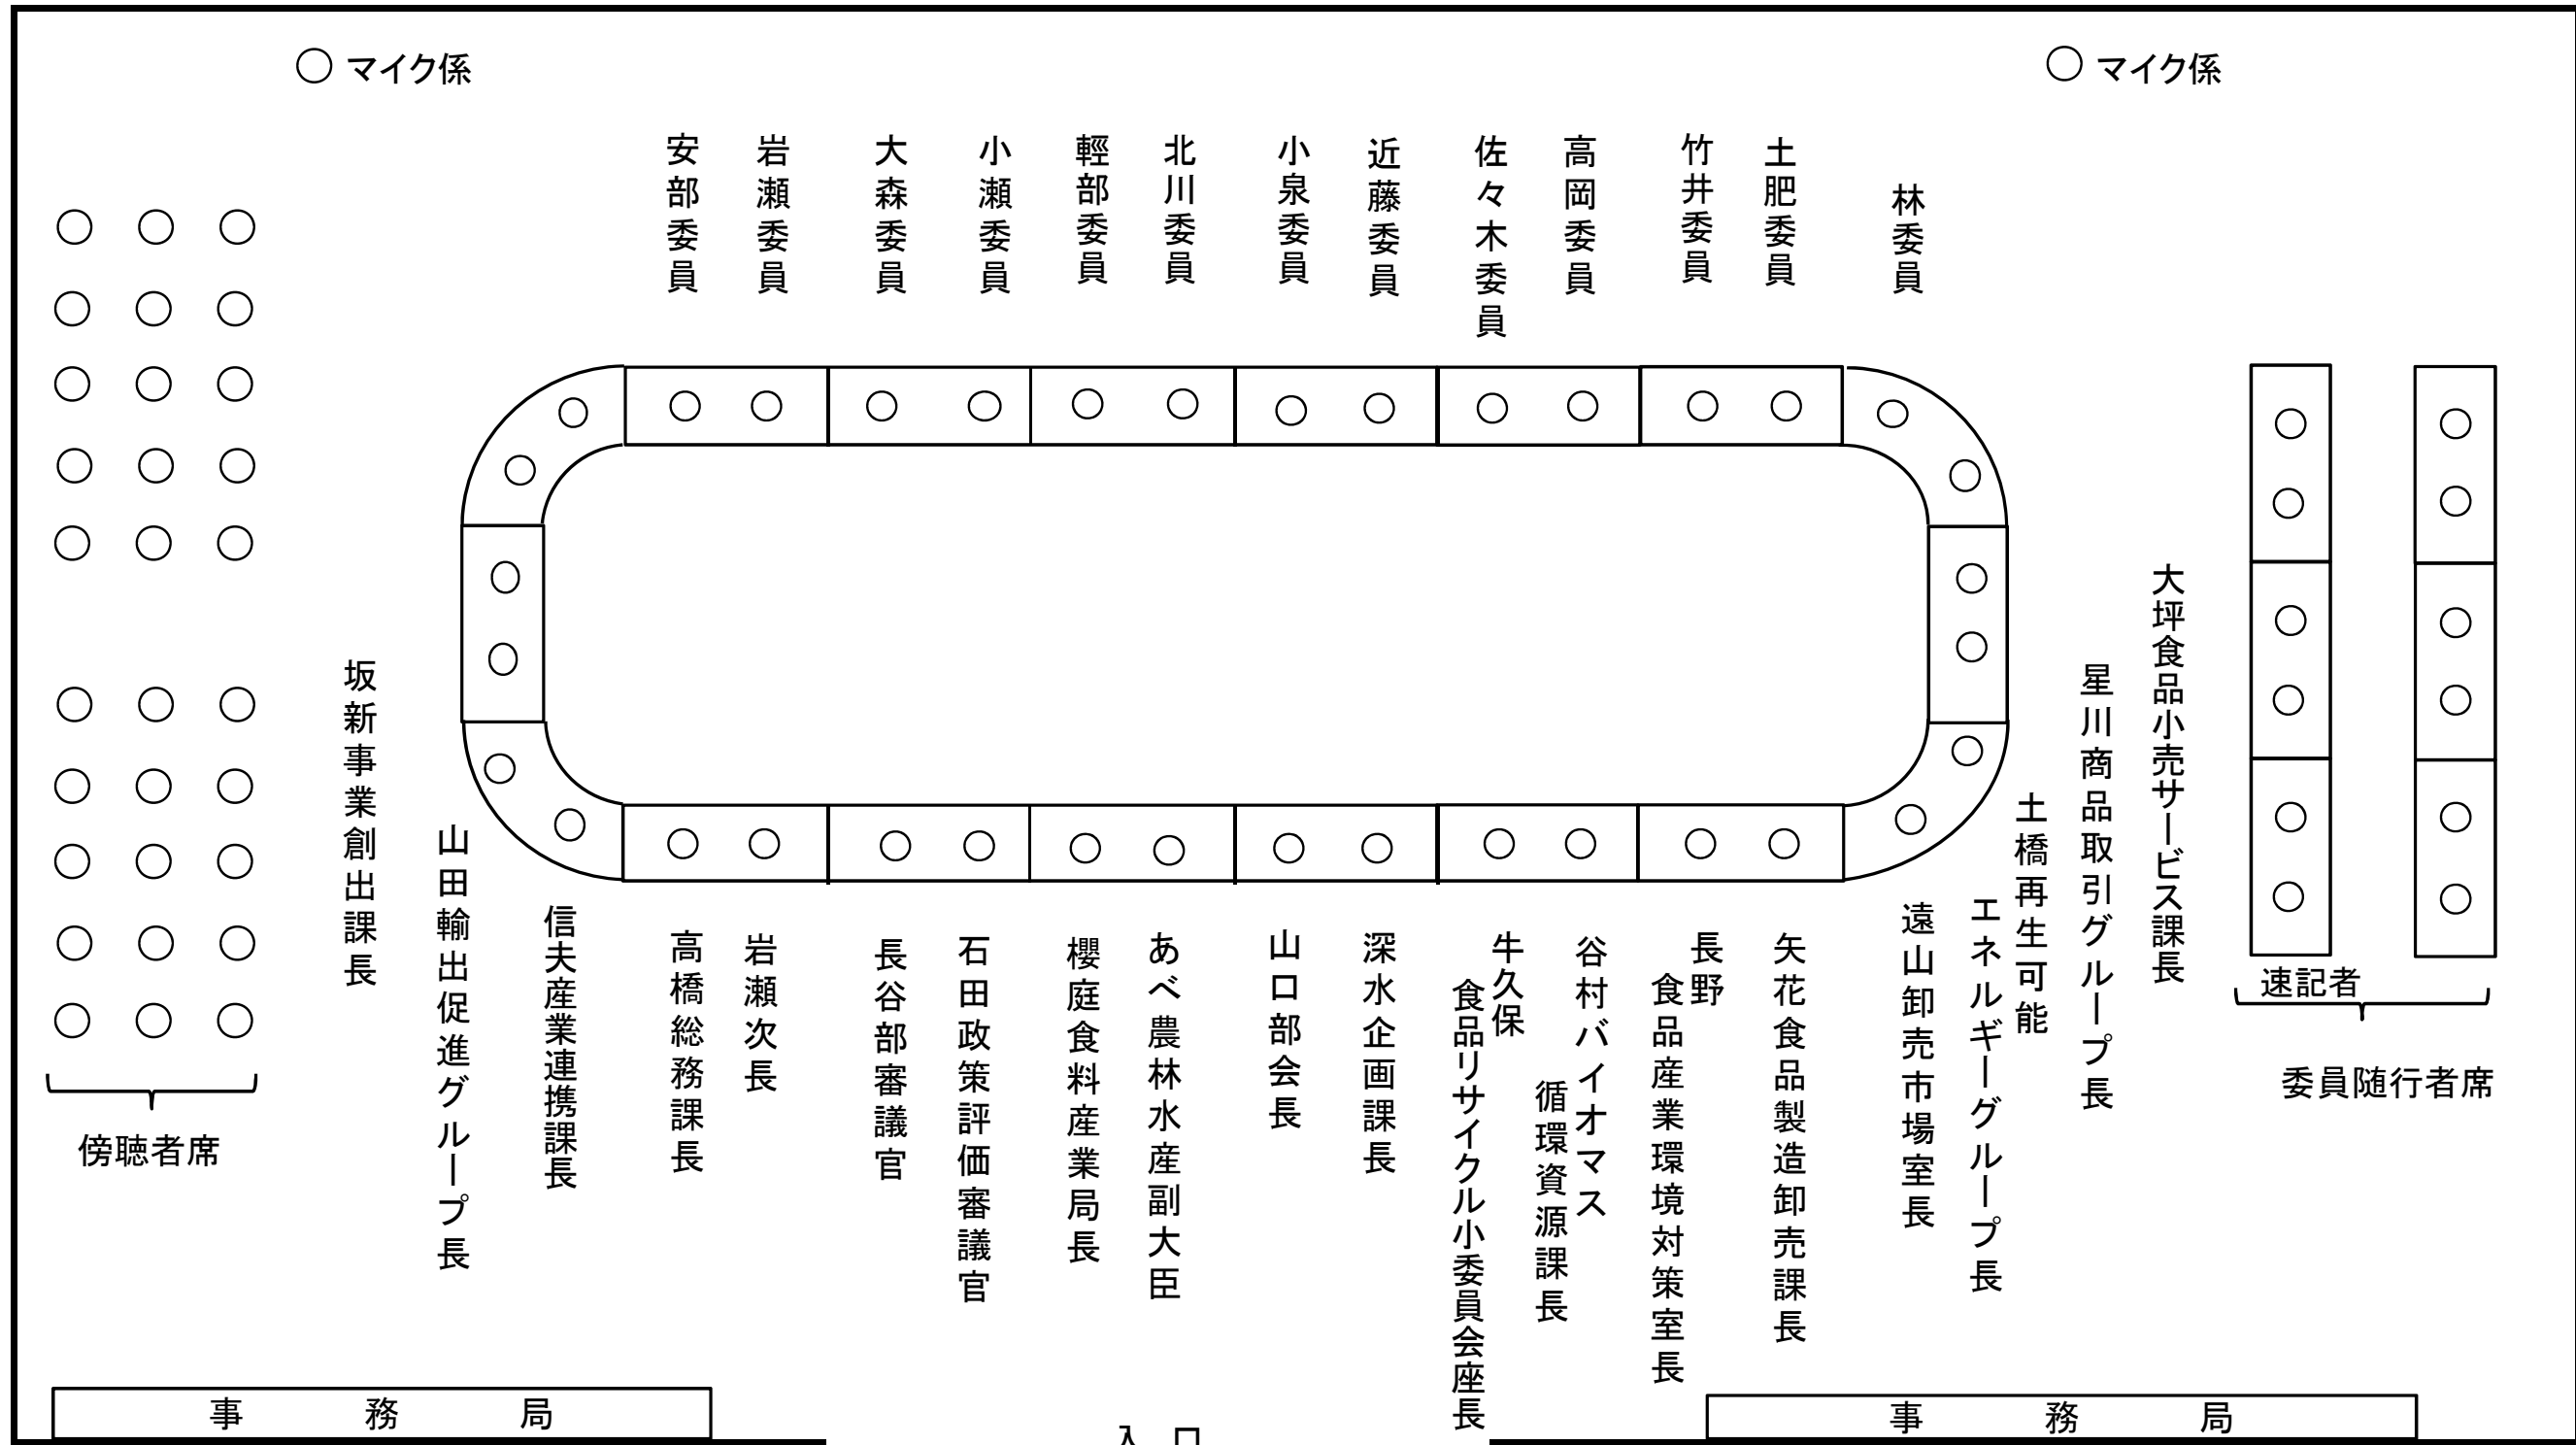 マイク係
マイク係
安部委員
岩瀬委員
大森委員
小瀬委員
輕部委員
北川委員
小泉委員
近藤委員
佐々木委員
高岡委員
竹井委員
土肥委員
林委員
坂新事業創出課長
山田輸出促進グループ長
信夫産業連携課長
高橋総務課長
岩瀬次長
長谷部審議官
石田政策評価審議官
櫻庭食料産業局長
あべ農林水産副大臣
山口部会長
深水企画課長
牛久保
食品リサイクル小委員会座長
谷村バイオマス
循環資源課長
長野
食品産業環境対策室長
矢花食品製造卸売課長
遠山卸売市場室長
土橋再生可能
エネルギーグループ長
星川商品取引グループ長
大坪食品小売サービス課長
速記者
委員随行者席
傍聴者席
事務局
入口
事務局